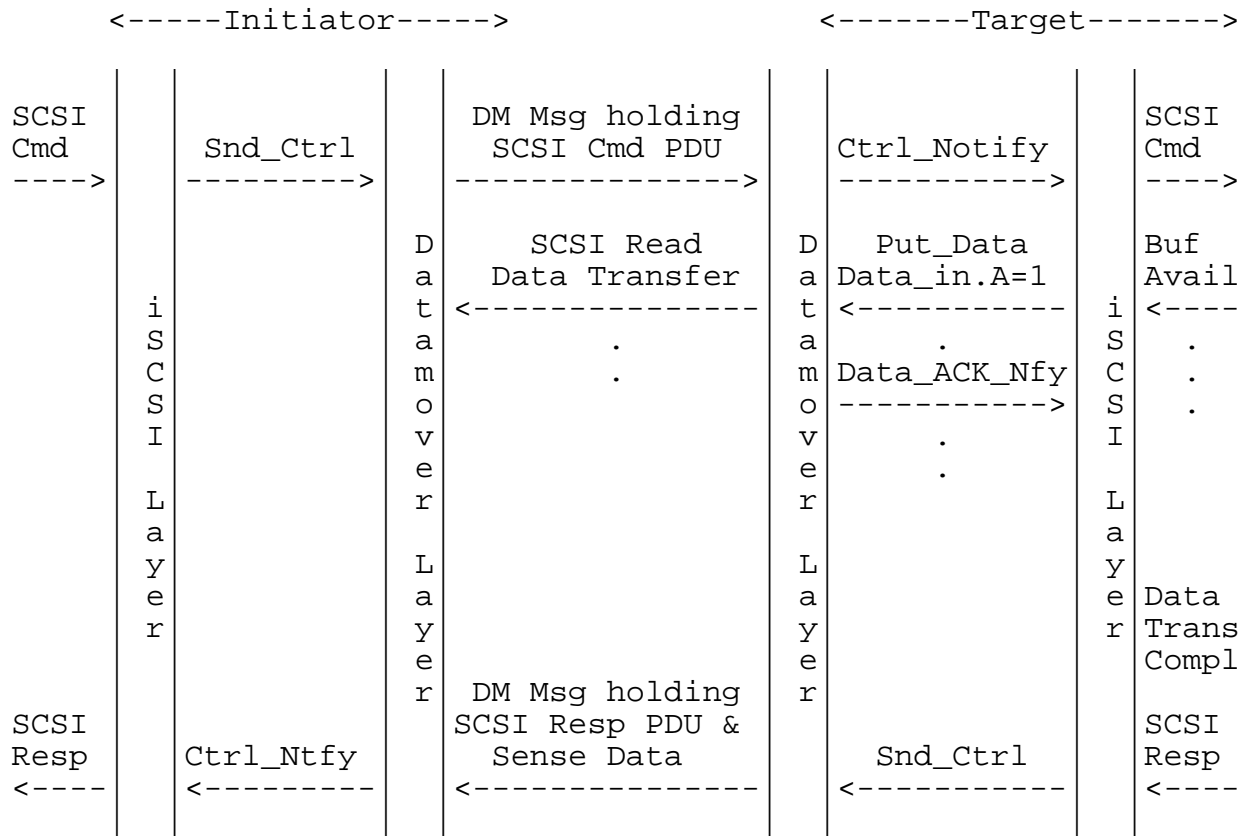 <-----Initiator----->                <-------Target------->
SCSI                      DM Msg holding                     SCSI
Cmd        Snd_Ctrl        SCSI Cmd PDU       Ctrl_Notify    Cmd
---->    --------->    --------------->    ----------->    ---->
D     SCSI Read     D   Put_Data      Buf
a   Data Transfer   a Data_in.A=1     Avail
i   t <---------------   t <-----------   i <----
S   a         .          a       .        S   .
C   m         .          m Data_ACK_Nfy   C   .
S   o                    o ----------->   S   .
I   v                    v       .        I
e                    e       .
L   r                    r                L
a                                         a
y   L                    L                y
e   a                    a                e Data
r   y                    y                r Trans
e                    e                  Compl
r  DM Msg holding    r
SCSI                  SCSI Resp PDU &                     SCSI
Resp     Ctrl_Ntfy      Sense Data         Snd_Ctrl       Resp
<----    <---------    <---------------    <-----------    <----